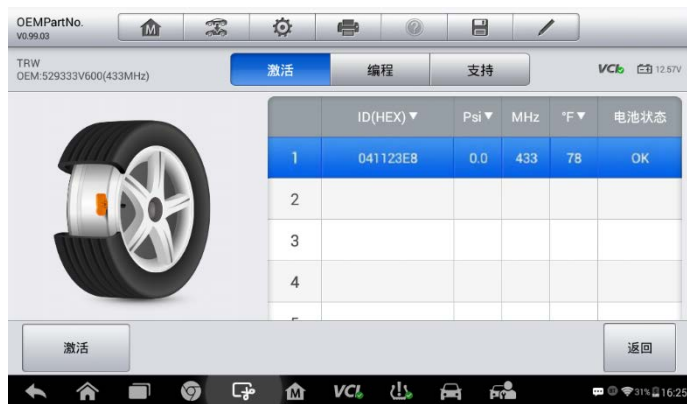 OEMPartNo.
V0.99.03
TRW
OEM:529333V600(433MHz)
激活 编程 支持
VCI 12.57V
ID(HEX)▼ Psi▼ MHz °F▼ 电池状态
1 041123E8 0.0 433 78 OK
2
3
4
激活 返回
VCI 31% 16:25